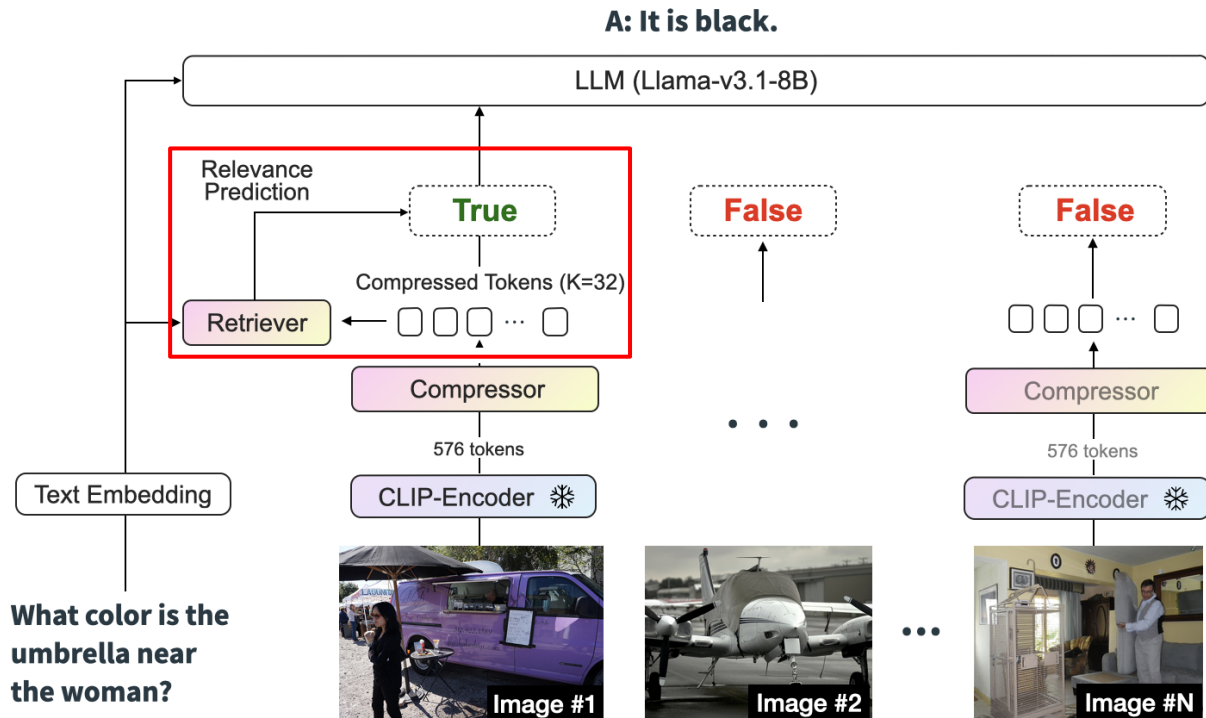 A: It is black.
LLM (Llama-v3.1-8B)
Relevance
Prediction
True
False
False
Compressed Tokens (K=32)
Retriever
...
...
Compressor
Compressor
...
576 tokens
576 tokens
Text Embedding
CLIP-Encoder
CLIP-Encoder
What color is the
umbrella near
the woman?
LAGUNITAS
...
Image #1
Image #2
Image #N